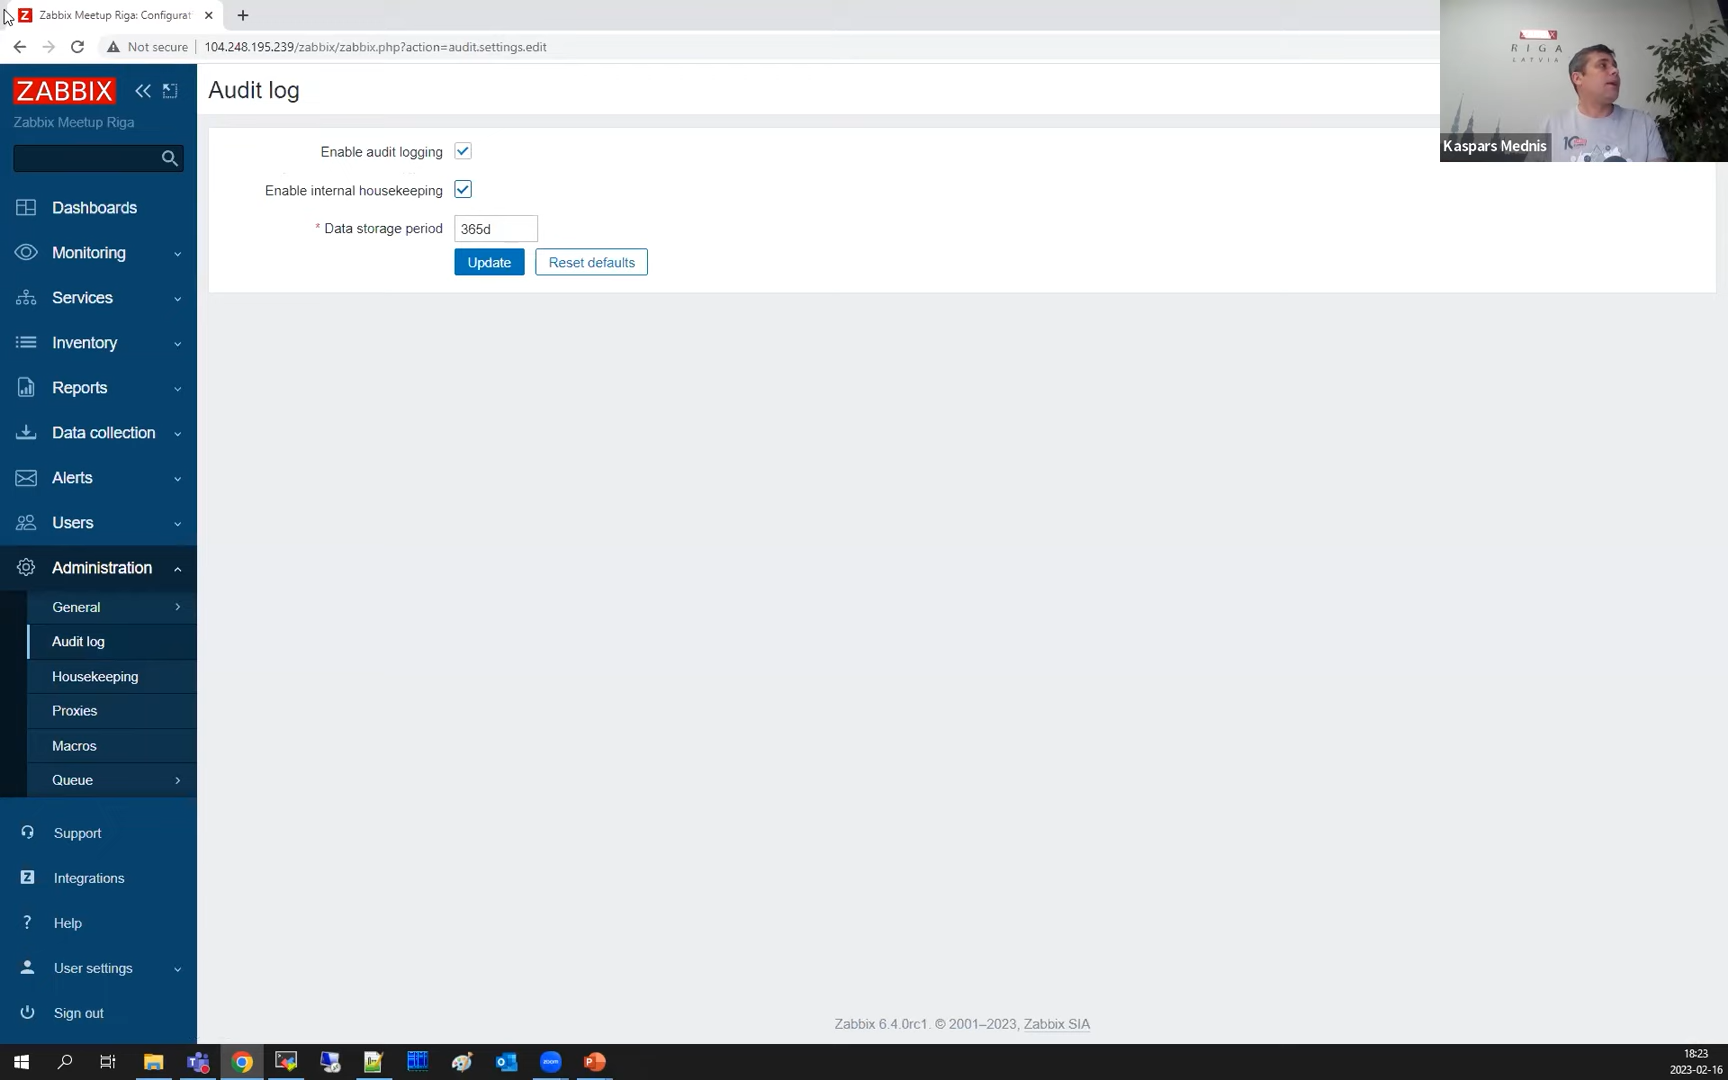 Zabbix Meetup Riga: Configurat
Not secure
104.248.195.239/zabbix/zabbix.php?action=audit.settings.edit
ZABBIX
Zabbix Meetup Riga
Dashboards
Monitoring
Services
Inventory
Reports
Data collection
Alerts
Users
Administration
General
Audit log
Housekeeping
Proxies
Macros
Queue
Support
Integrations
Help
User settings
Sign out
Audit log
Enable audit logging
Enable internal housekeeping
* Data storage period
365d
Update
Reset defaults
Zabbix 6.4.0rc1. © 2001–2023, Zabbix SIA
RIGA
LATVIA
Kaspars Mednis
zoom
18:23
2023-02-16